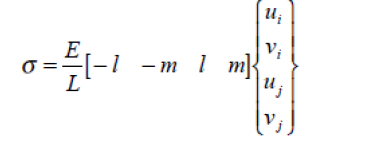 σ = E/L [−l −m l m] {u_i v_i u_j v_j}